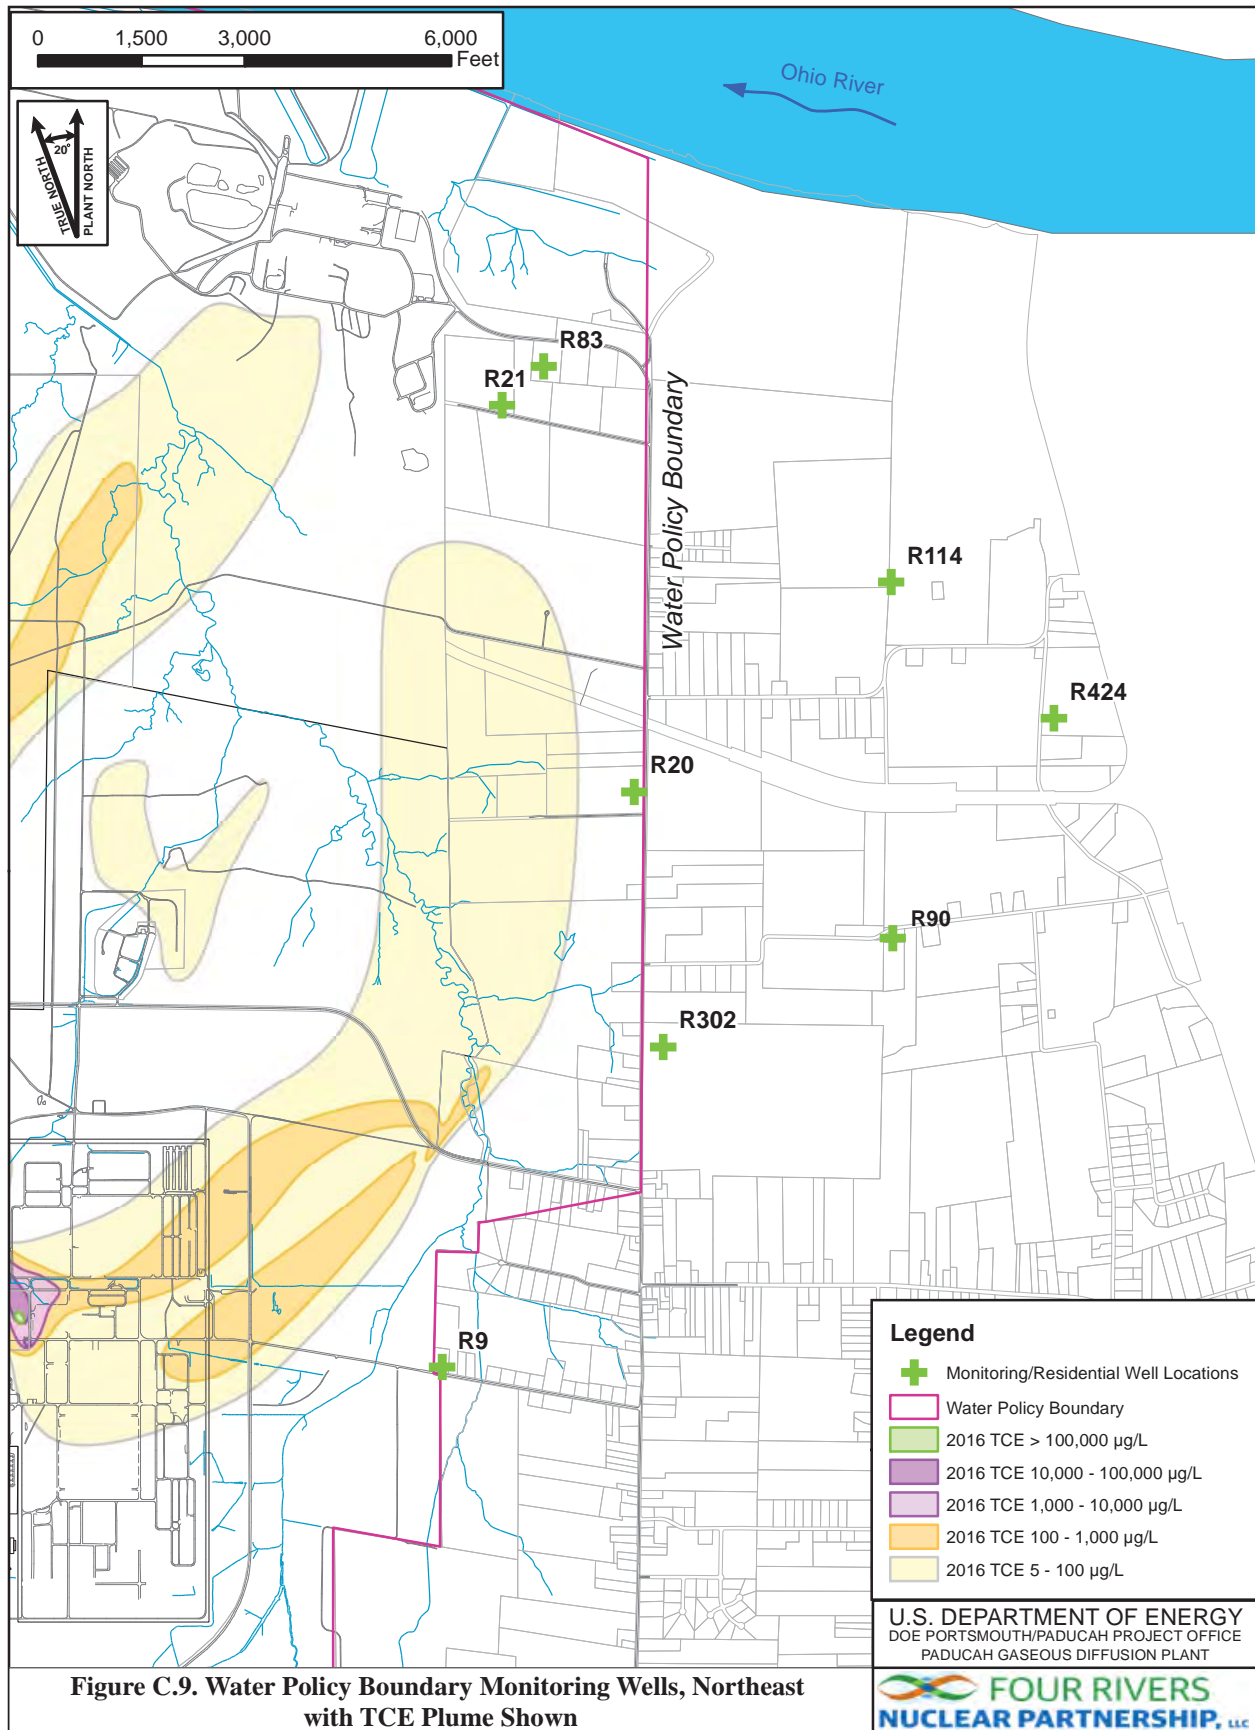 0 1,500 3,000 6,000
Feet
Ohio River
20°
TRUE NORTH
PLANT NORTH
R83
R21
Water Policy Boundary
R114
R424
R20
R90
R302
R9
Legend
Monitoring/Residential Well Locations
Water Policy Boundary
2016 TCE > 100,000 µg/L
2016 TCE 10,000 - 100,000 µg/L
2016 TCE 1,000 - 10,000 µg/L
2016 TCE 100 - 1,000 µg/L
2016 TCE 5 - 100 µg/L
U.S. DEPARTMENT OF ENERGY
DOE PORTSMOUTH/PADUCAH PROJECT OFFICE
PADUCAH GASEOUS DIFFUSION PLANT
Figure C.9. Water Policy Boundary Monitoring Wells, Northeast
with TCE Plume Shown
FOUR RIVERS
NUCLEAR PARTNERSHIP, LLC